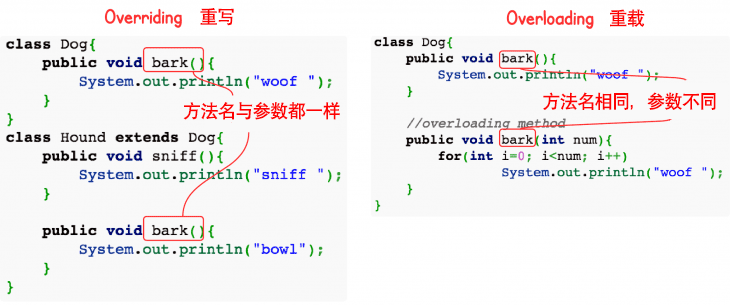 Overriding 重写
class Dog{
public void bark(){
System.out.println("woof ");
}
}
方法名与参数都一样
class Hound extends Dog{
public void sniff(){
System.out.println("sniff ");
}
public void bark(){
System.out.println("bowl");
}
}
Overloading 重载
class Dog{
public void bark(){
System.out.println("woof ");
}
方法名相同，参数不同
//overloading method
public void bark(int num){
for(int i=0; i<num; i++)
System.out.println("woof ");
}
}